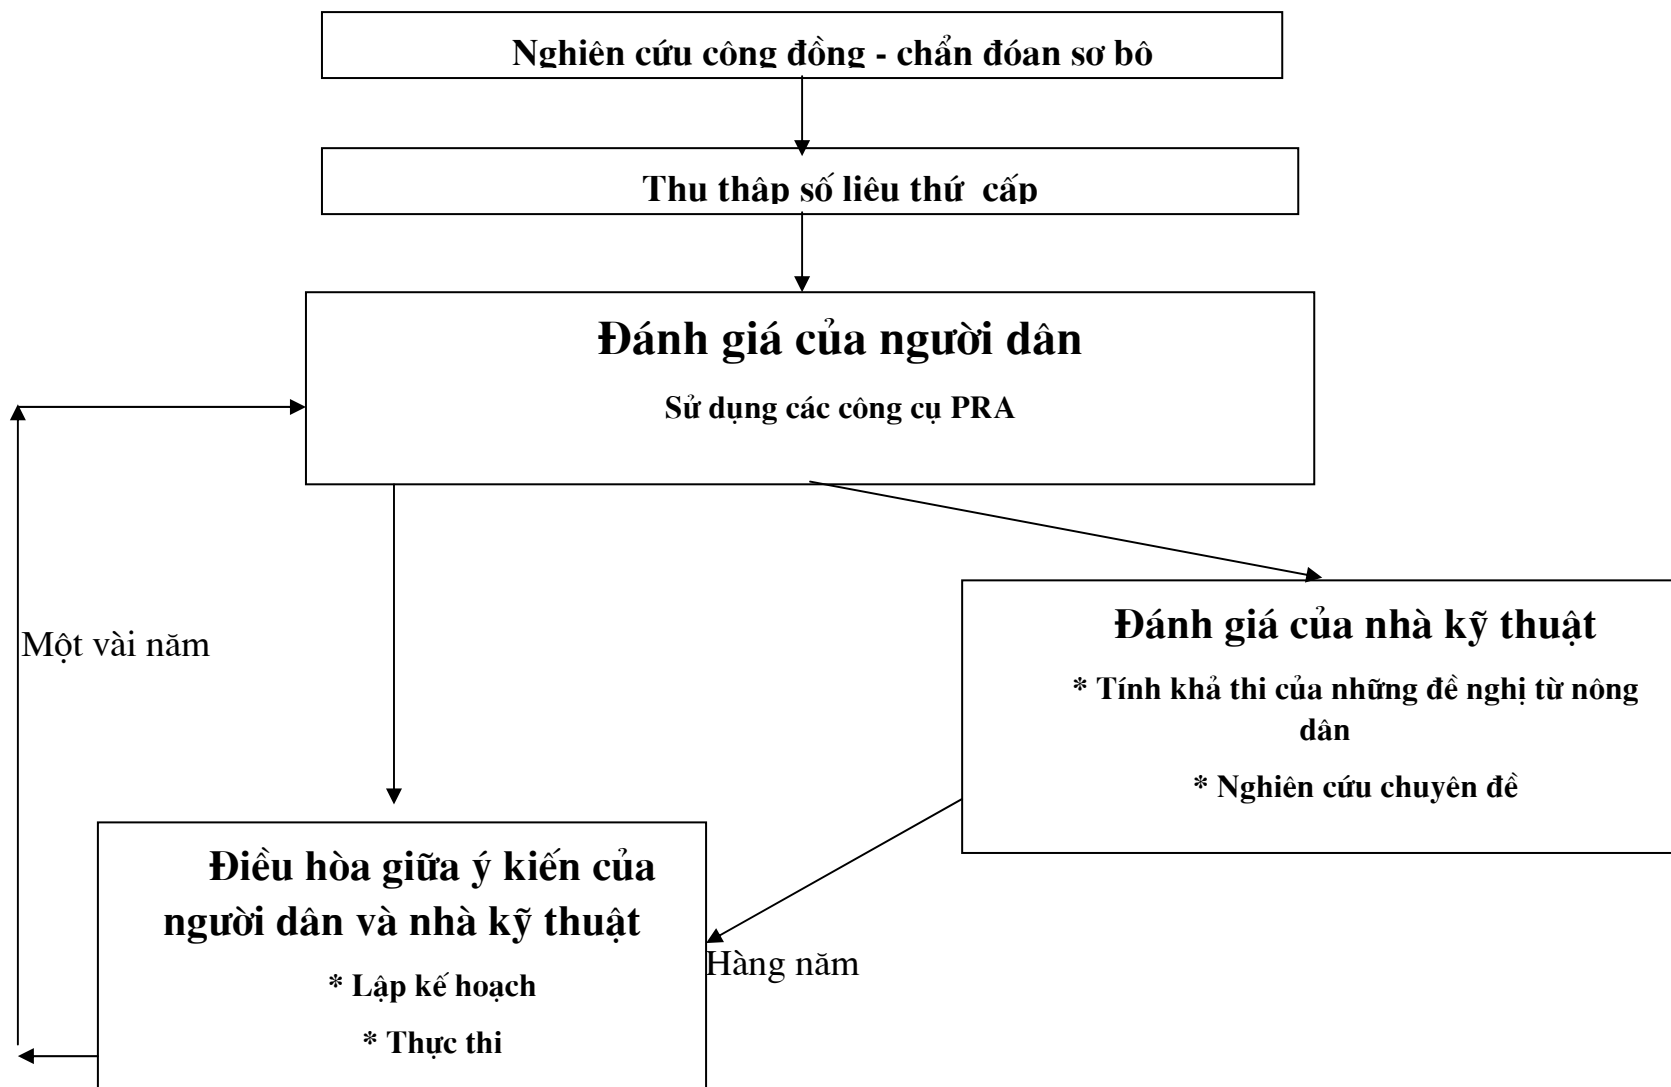 Nghiên cứu công đồng - chẩn đóan sơ bô
Thu thâp số liêu thứ cấp
Đánh giá của người dân
Sử dụng các công cụ PRA
Một vài năm
Đánh giá của nhà kỹ thuật
* Tính khả thi của những đề nghị từ nông
dân
* Nghiên cứu chuyên đề
Điều hòa giữa ý kiến của
người dân và nhà kỹ thuật
* Lập kế hoạch
* Thực thi
Hàng năm